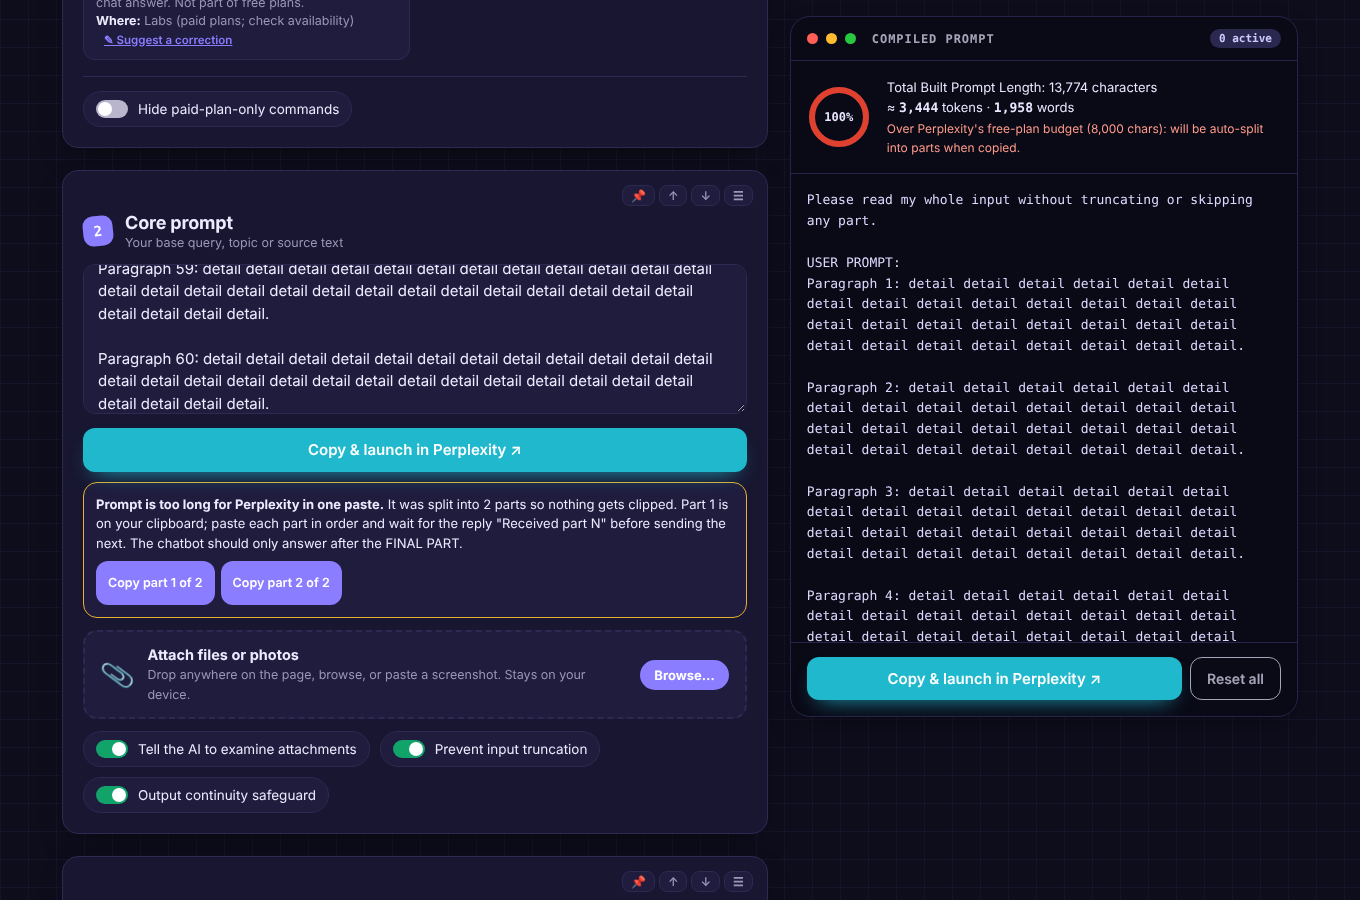 chat answer. Not part of free plans.
Where: Labs (paid plans; check availability)
✎ Suggest a correction
Hide paid-plan-only commands
2
Core prompt
Your base query, topic or source text
Paragraph 59: detail detail detail detail detail detail detail detail detail detail detail detail
detail detail detail detail detail detail detail detail detail detail detail detail detail detail
detail detail detail detail.
Paragraph 60: detail detail detail detail detail detail detail detail detail detail detail detail
detail detail detail detail detail detail detail detail detail detail detail detail detail detail
detail detail detail detail.
Copy & launch in Perplexity ↗
Prompt is too long for Perplexity in one paste. It was split into 2 parts so nothing gets clipped. Part 1 is
on your clipboard; paste each part in order and wait for the reply "Received part N" before sending the
next. The chatbot should only answer after the FINAL PART.
Copy part 1 of 2
Copy part 2 of 2
Attach files or photos
Drop anywhere on the page, browse, or paste a screenshot. Stays on your
device.
Browse...
Tell the AI to examine attachments
Prevent input truncation
Output continuity safeguard
COMPILED PROMPT
0 active
100%
Total Built Prompt Length: 13,774 characters
≈ 3,444 tokens · 1,958 words
Over Perplexity's free-plan budget (8,000 chars): will be auto-split
into parts when copied.
Please read my whole input without truncating or skipping
any part.
USER PROMPT:
Paragraph 1: detail detail detail detail detail detail
detail detail detail detail detail detail detail detail
detail detail detail detail detail detail detail detail
detail detail detail detail detail detail detail detail.
Paragraph 2: detail detail detail detail detail detail
detail detail detail detail detail detail detail detail
detail detail detail detail detail detail detail detail
detail detail detail detail detail detail detail detail.
Paragraph 3: detail detail detail detail detail detail
detail detail detail detail detail detail detail detail
detail detail detail detail detail detail detail detail
detail detail detail detail detail detail detail detail.
Paragraph 4: detail detail detail detail detail detail
detail detail detail detail detail detail detail detail
detail detail detail detail detail detail detail detail
Copy & launch in Perplexity ↗
Reset all